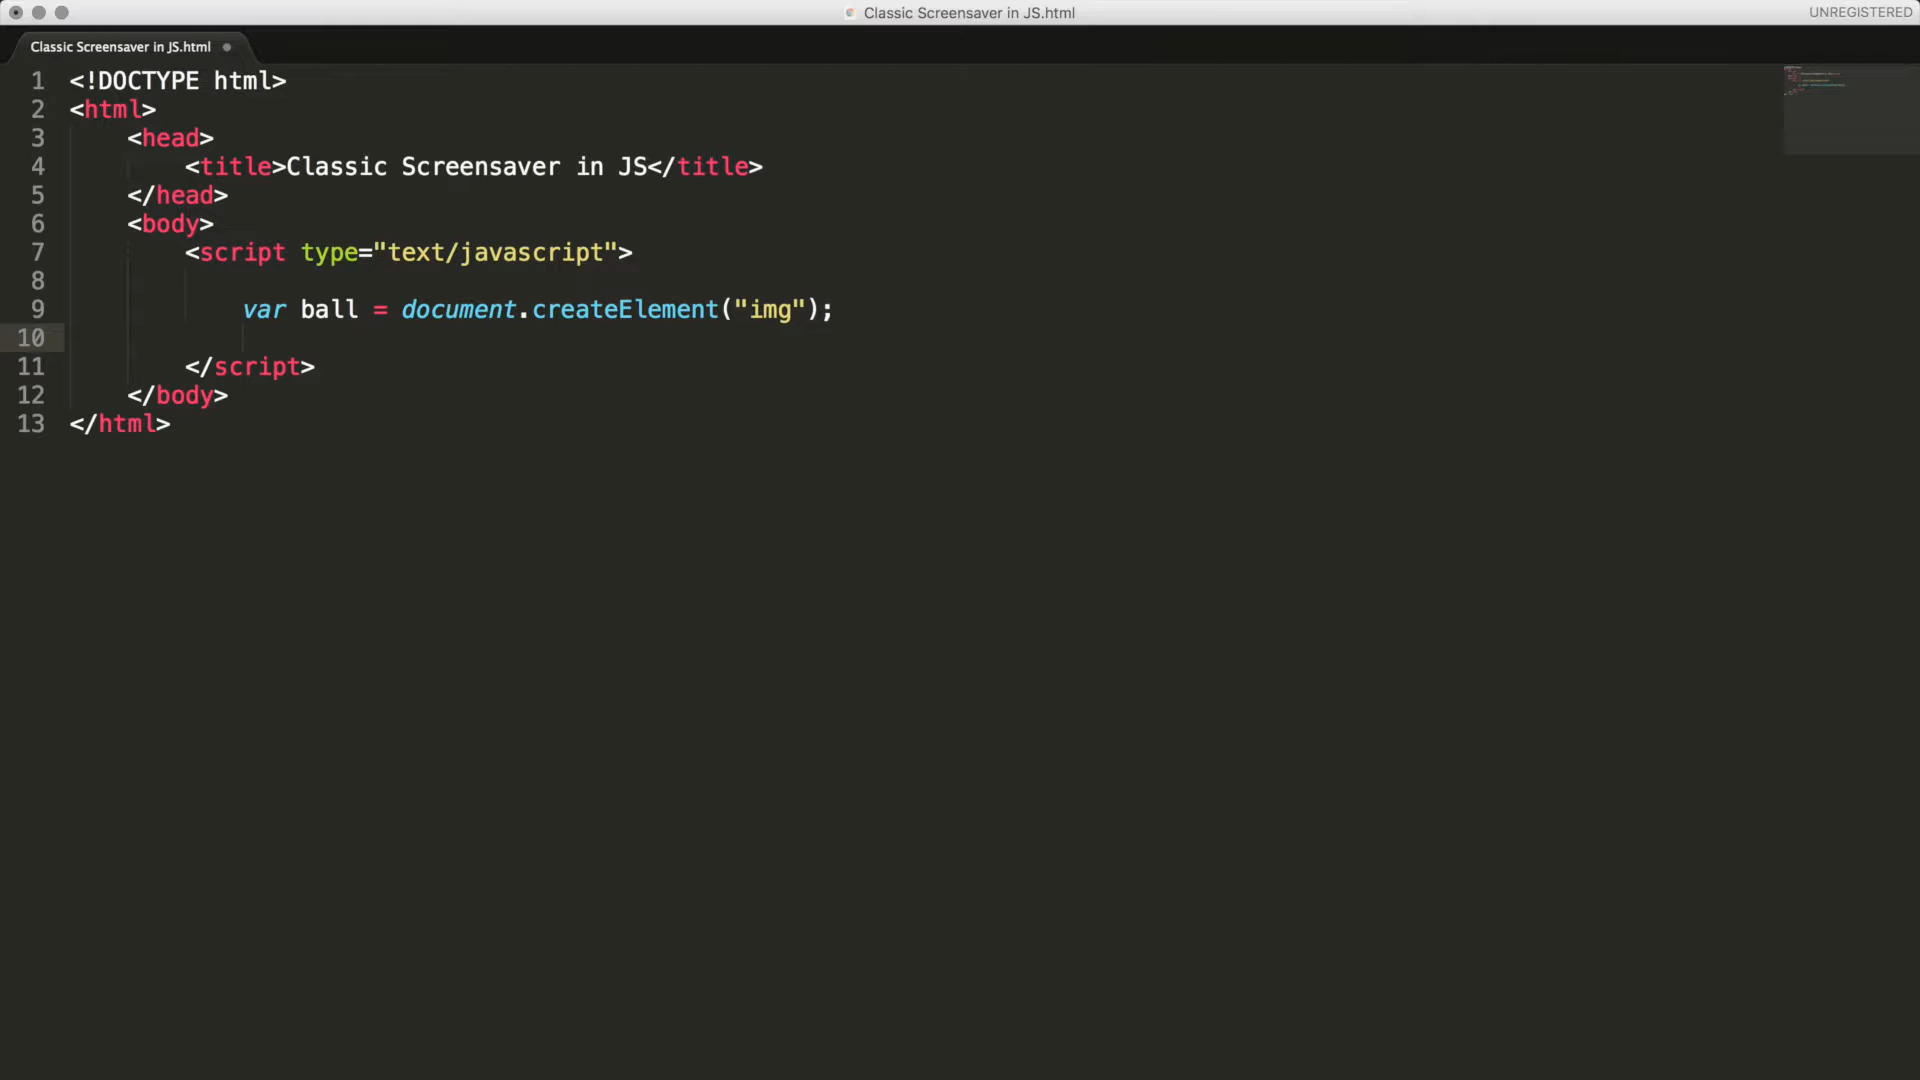 Classic Screensaver in JS.html
UNREGISTERED
Classic Screensaver in JS.html
1 <!DOCTYPE html>
2 <html>
3 <head>
4 <title>Classic Screensaver in JS</title>
5 </head>
6 <body>
7 <script type="text/javascript">
8
9 var ball = document.createElement("img");
10
11 </script>
12 </body>
13 </html>